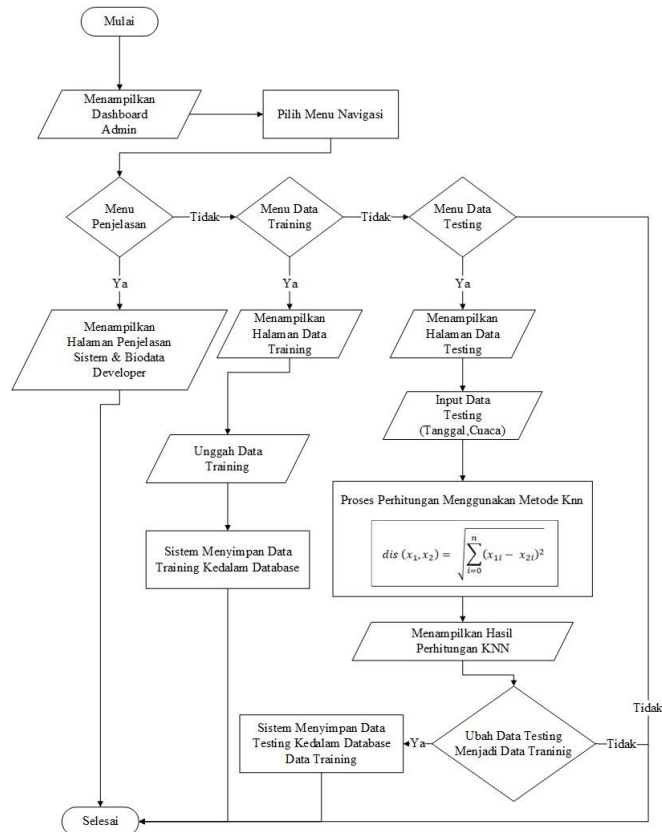 Mulai
Menampilkan
Dashboard
Admin
Pilih Menu Navigasi
Menu
Penjelasan
Tidak
Menu Data
Training
Tidak
Menu Data
Testing
Ya
Ya
Ya
Menampilkan
Halaman Penjelasan
Sistem & Biodata
Developer
Menampilkan
Halaman Data
Training
Menampilkan
Halaman Data
Testing
Input Data
Testing
(Tanggal,Cuaca)
Unggah Data
Training
Proses Perhitungan Menggunakan Metode Knn
dis (x₁, x₂) = √∑ⁿᵢ₌₀(x₁ᵢ − x₂ᵢ)²
Sistem Menyimpan Data
Training Kedalam Database
Menampilkan Hasil
Perhitungan KNN
Tidak
Sistem Menyimpan Data
Testing Kedalam Database
Data Training
Ya
Ubah Data Testing
Menjadi Data Traninig
Tidak
Selesai